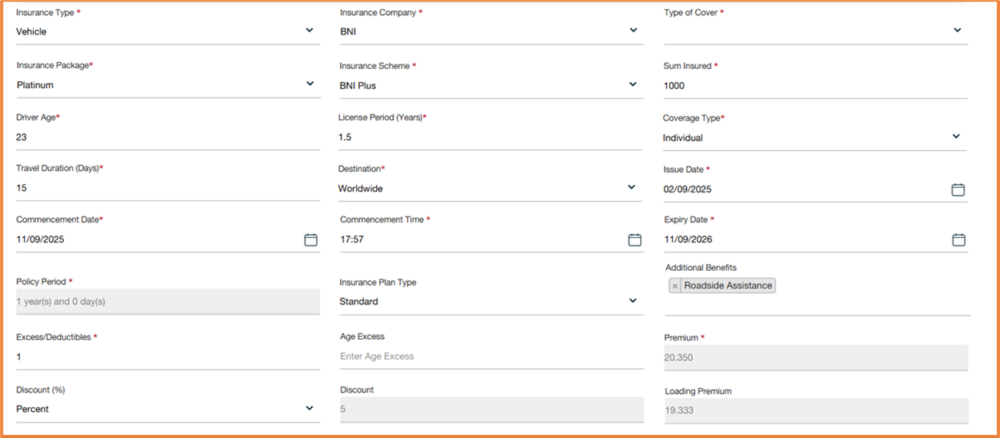 Insurance Type *
Insurance Company *
Type of Cover *
Vehicle
BNI
Insurance Package*
Insurance Scheme *
Sum Insured *
Platinum
BNI Plus
1000
Driver Age*
License Period (Years)*
Coverage Type*
23
1.5
Individual
Travel Duration (Days)*
Destination*
Issue Date *
15
Worldwide
02/09/2025
Commencement Date*
Commencement Time *
Expiry Date *
11/09/2025
17:57
11/09/2026
Policy Period *
Insurance Plan Type
Additional Benefits
1 year(s) and 0 day(s)
Standard
× Roadside Assistance
Excess/Deductibles *
Age Excess
Premium *
1
Enter Age Excess
20.350
Discount (%)
Discount
Loading Premium
Percent
5
19.333